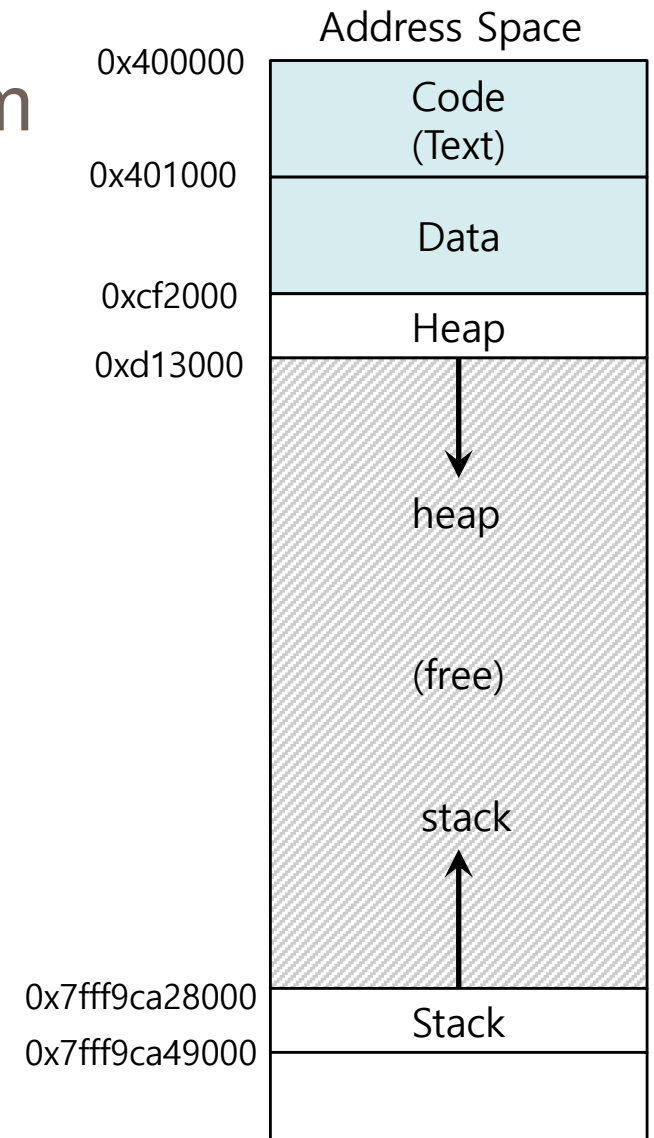 Address Space
0x400000
Code
(Text)
0x401000
Data
0xcf2000
Heap
0xd13000
heap
(free)
stack
0x7fff9ca28000
Stack
0x7fff9ca49000